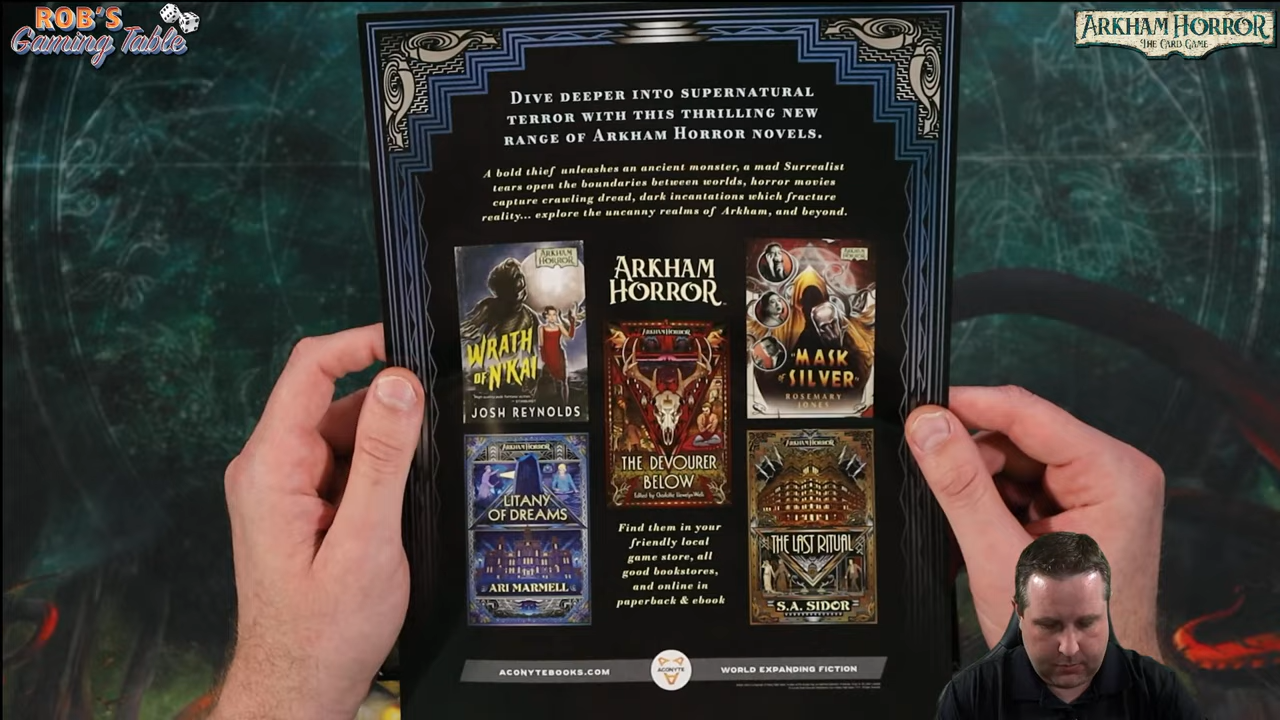 ROB'S
Gaming Table
ARKHAM HORROR
THE CARD GAME
DIVE DEEPER INTO SUPERNATURAL
TERROR WITH THIS THRILLING NEW
RANGE OF ARKHAM HORROR NOVELS.
A bold thief unleashes an ancient monster, a mad Surrealist
tears open the boundaries between worlds, horror movies
capture crawling dread, dark incantations which fracture
reality... explore the uncanny realms of Arkham, and beyond.
ARKHAM
HORROR
WRATH
OF N'KAI
JOSH REYNOLDS
ARKHAM
HORROR
ARKHAM HORROR
THE DEVOURER
BELOW
Edited by Charlotte Llewelyn-Wells
ARKHAM
HORROR
"MASK
of SILVER"
ROSEMARY
JONES
ARKHAM HORROR
LITANY
OF DREAMS
ARI MARMELL
ARKHAM HORROR
THE LAST RITUAL
S.A. SIDOR
Find them in your
friendly local
game store, all
good bookstores,
and online in
paperback & ebook
ACONYTEBOOKS.COM
ACONYTE
WORLD EXPANDING FICTION